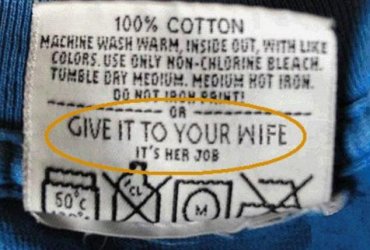 100% COTTON
MACHINE WASH WARM, INSIDE OUT, WITH LIKE
COLORS. USE ONLY NON-CHLORINE BLEACH.
TUMBLE DRY MEDIUM. MEDIUM HOT IRON.
DO NOT IRON PRINT!
OR
GIVE IT TO YOUR WIFE
IT'S HER JOB
50°C CL M